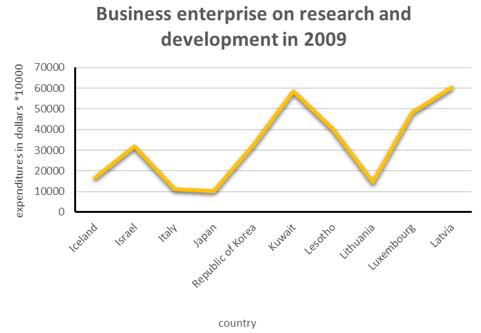 Business enterprise on research and
development in 2009
expenditures in dollars *10000
70000
60000
50000
40000
30000
20000
10000
0
Iceland
Israel
Italy
Japan
Republic of Korea
Kuwait
Lesotho
Lithuania
Luxembourg
Latvia
country